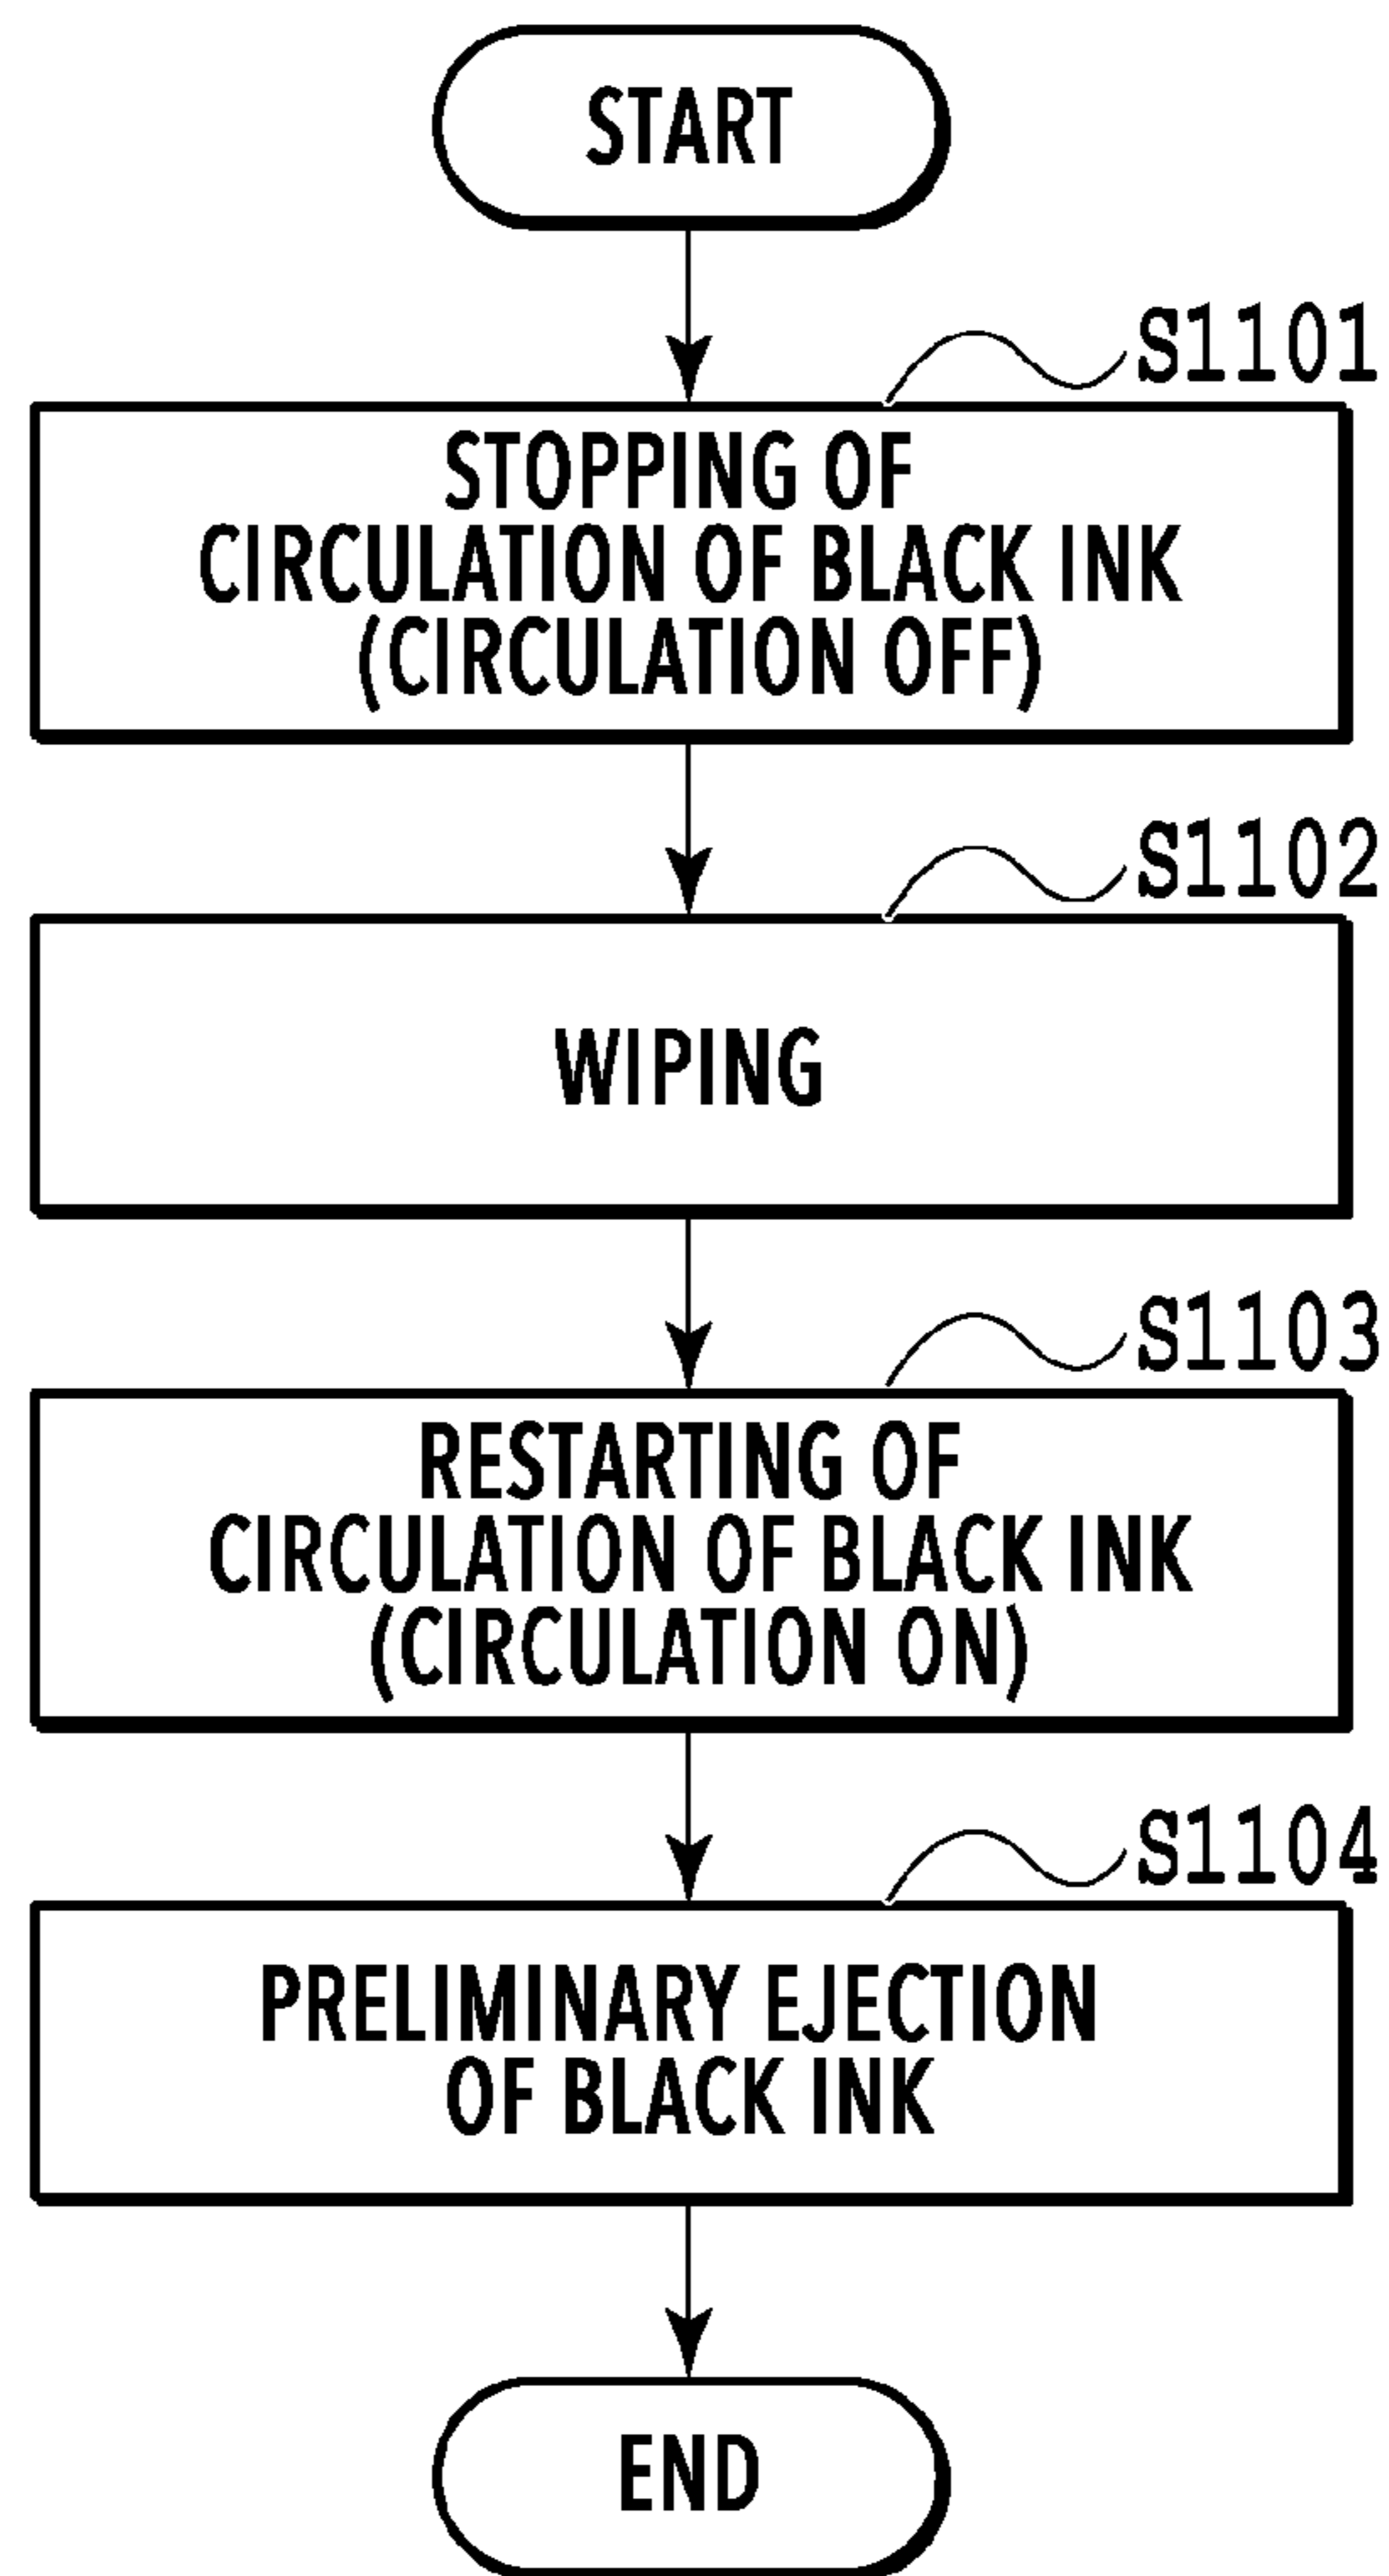 START
S1101
STOPPING OF
CIRCULATION OF BLACK INK
(CIRCULATION OFF)
S1102
WIPING
S1103
RESTARTING OF
CIRCULATION OF BLACK INK
(CIRCULATION ON)
S1104
PRELIMINARY EJECTION
OF BLACK INK
END